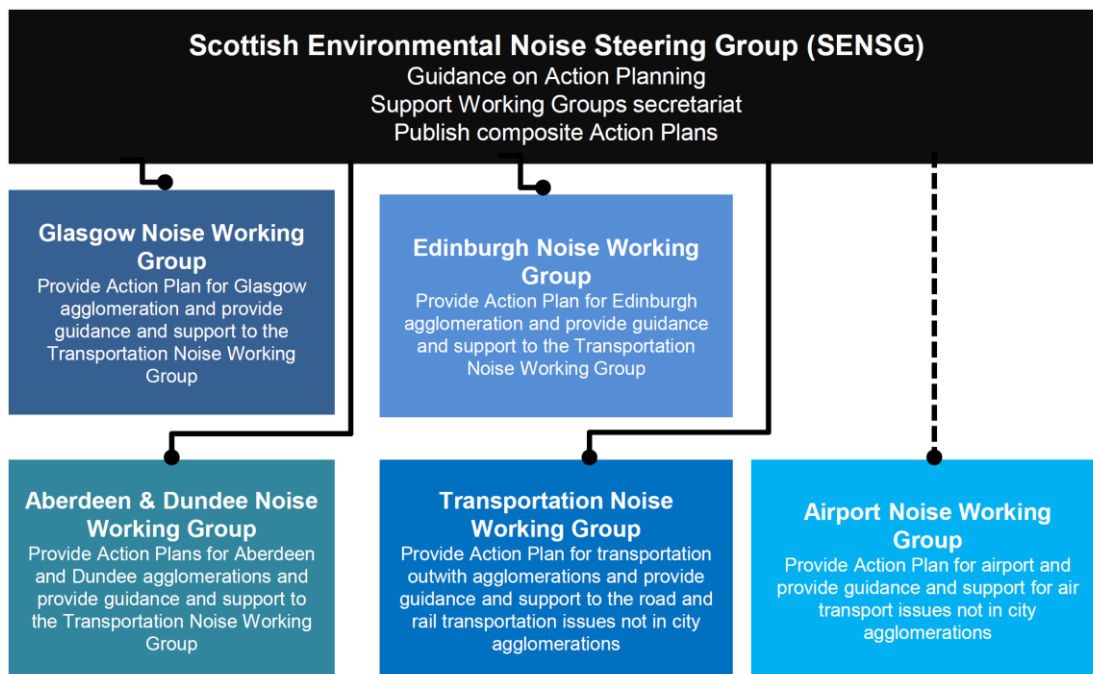 Scottish Environmental Noise Steering Group (SENSG)
Guidance on Action Planning
Support Working Groups secretariat
Publish composite Action Plans
Glasgow Noise Working
Group
Provide Action Plan for Glasgow
agglomeration and provide
guidance and support to the
Transportation Noise Working
Group
Edinburgh Noise Working
Group
Provide Action Plan for Edinburgh
agglomeration and provide guidance
and support to the Transportation
Noise Working Group
Aberdeen & Dundee Noise
Working Group
Provide Action Plans for Aberdeen
and Dundee agglomerations and
provide guidance and support to
the Transportation Noise Working
Group
Transportation Noise
Working Group
Provide Action Plan for transportation
outwith agglomerations and provide
guidance and support to the road and
rail transportation issues not in city
agglomerations
Airport Noise Working
Group
Provide Action Plan for airport and
provide guidance and support for air
transport issues not in city
agglomerations